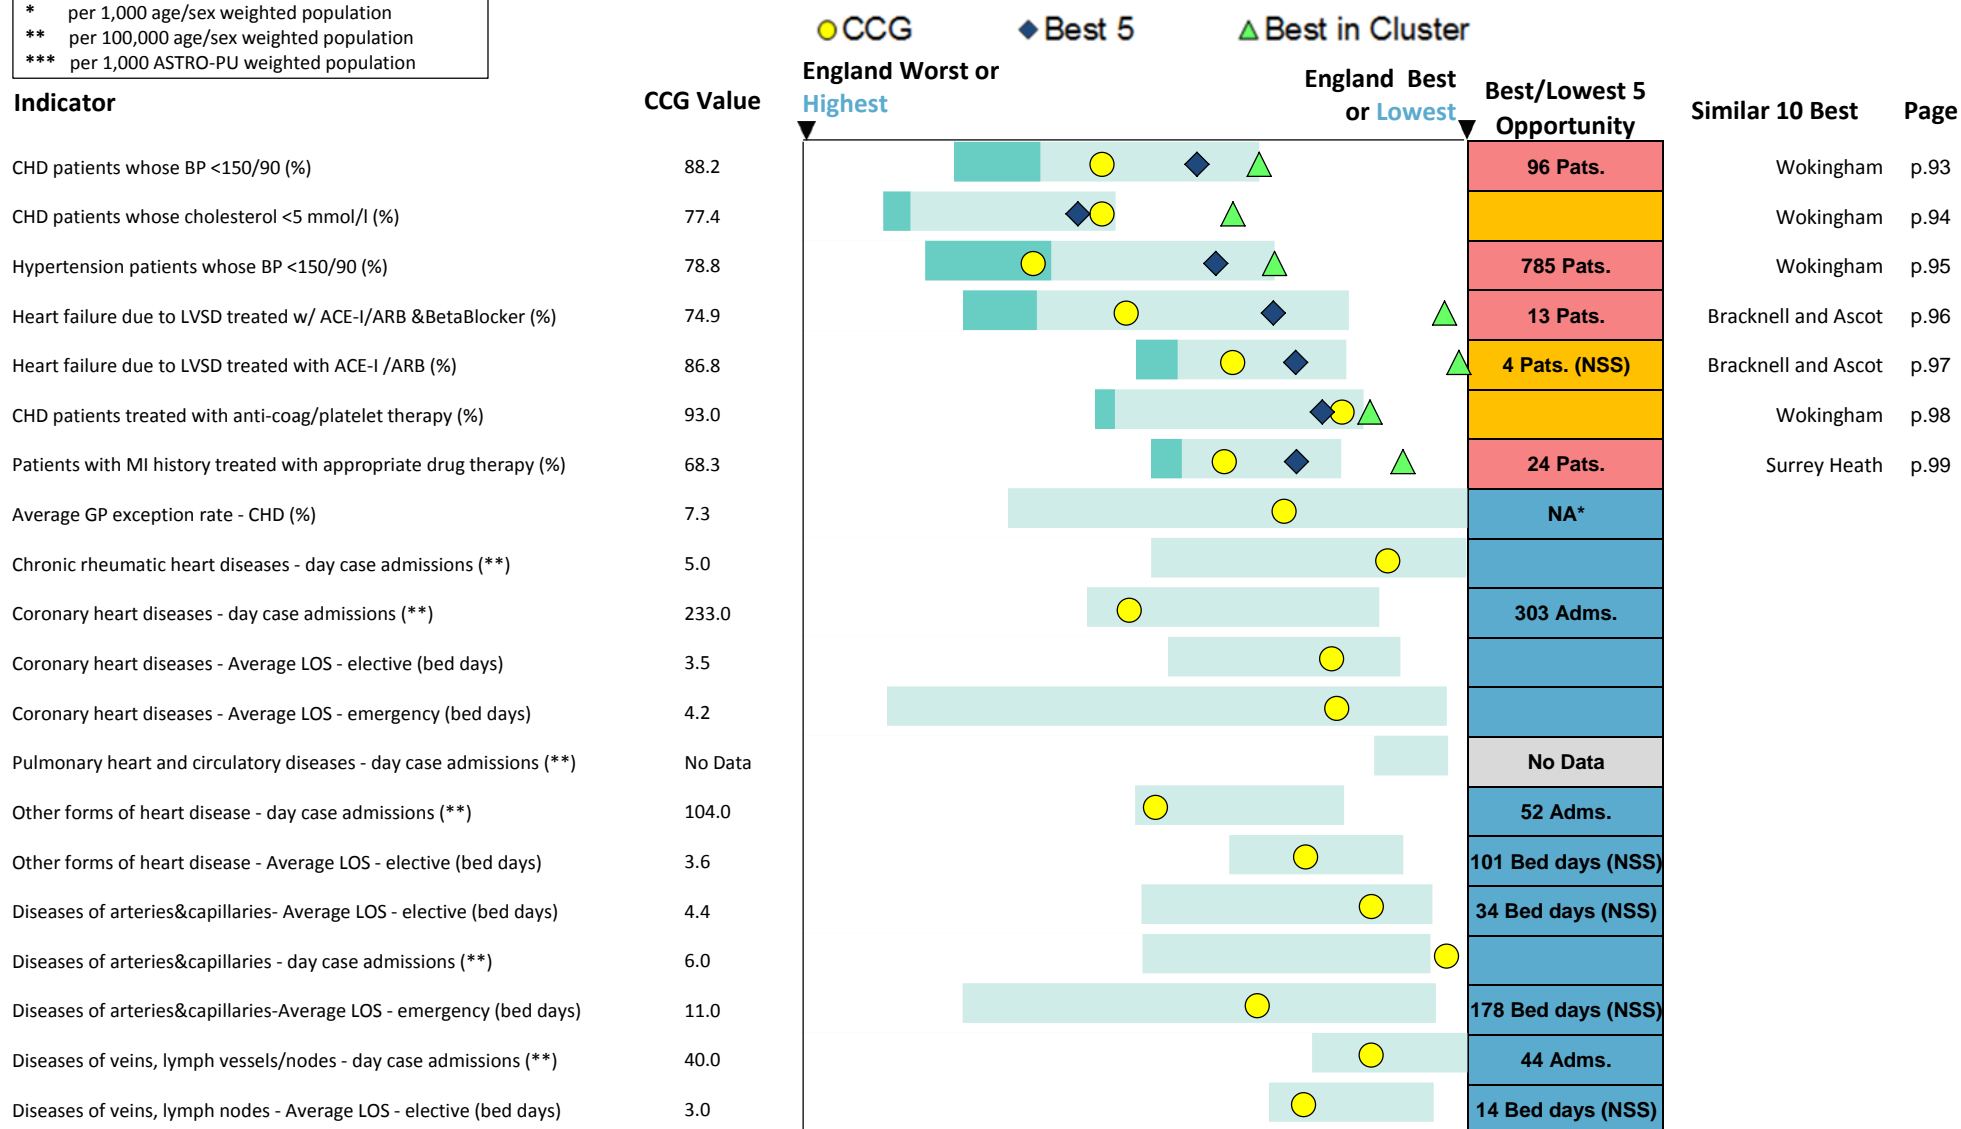 * per 1,000 age/sex weighted population
** per 100,000 age/sex weighted population
*** per 1,000 ASTRO-PU weighted population
CCG Best 5 Best in Cluster
Indicator CCG Value England Worst or Highest England Best or Lowest Best/Lowest 5 Opportunity Similar 10 Best Page
CHD patients whose BP <150/90 (%) 88.2 96 Pats. Wokingham p.93
CHD patients whose cholesterol <5 mmol/l (%) 77.4 Wokingham p.94
Hypertension patients whose BP <150/90 (%) 78.8 785 Pats. Wokingham p.95
Heart failure due to LVSD treated w/ ACE-I/ARB &BetaBlocker (%) 74.9 13 Pats. Bracknell and Ascot p.96
Heart failure due to LVSD treated with ACE-I /ARB (%) 86.8 4 Pats. (NSS) Bracknell and Ascot p.97
CHD patients treated with anti-coag/platelet therapy (%) 93.0 Wokingham p.98
Patients with MI history treated with appropriate drug therapy (%) 68.3 24 Pats. Surrey Heath p.99
Average GP exception rate - CHD (%) 7.3 NA*
Chronic rheumatic heart diseases - day case admissions (**) 5.0
Coronary heart diseases - day case admissions (**) 233.0 303 Adms.
Coronary heart diseases - Average LOS - elective (bed days) 3.5
Coronary heart diseases - Average LOS - emergency (bed days) 4.2
Pulmonary heart and circulatory diseases - day case admissions (**) No Data No Data
Other forms of heart disease - day case admissions (**) 104.0 52 Adms.
Other forms of heart disease - Average LOS - elective (bed days) 3.6 101 Bed days (NSS)
Diseases of arteries&capillaries- Average LOS - elective (bed days) 4.4 34 Bed days (NSS)
Diseases of arteries&capillaries - day case admissions (**) 6.0
Diseases of arteries&capillaries-Average LOS - emergency (bed days) 11.0 178 Bed days (NSS)
Diseases of veins, lymph vessels/nodes - day case admissions (**) 40.0 44 Adms.
Diseases of veins, lymph nodes - Average LOS - elective (bed days) 3.0 14 Bed days (NSS)